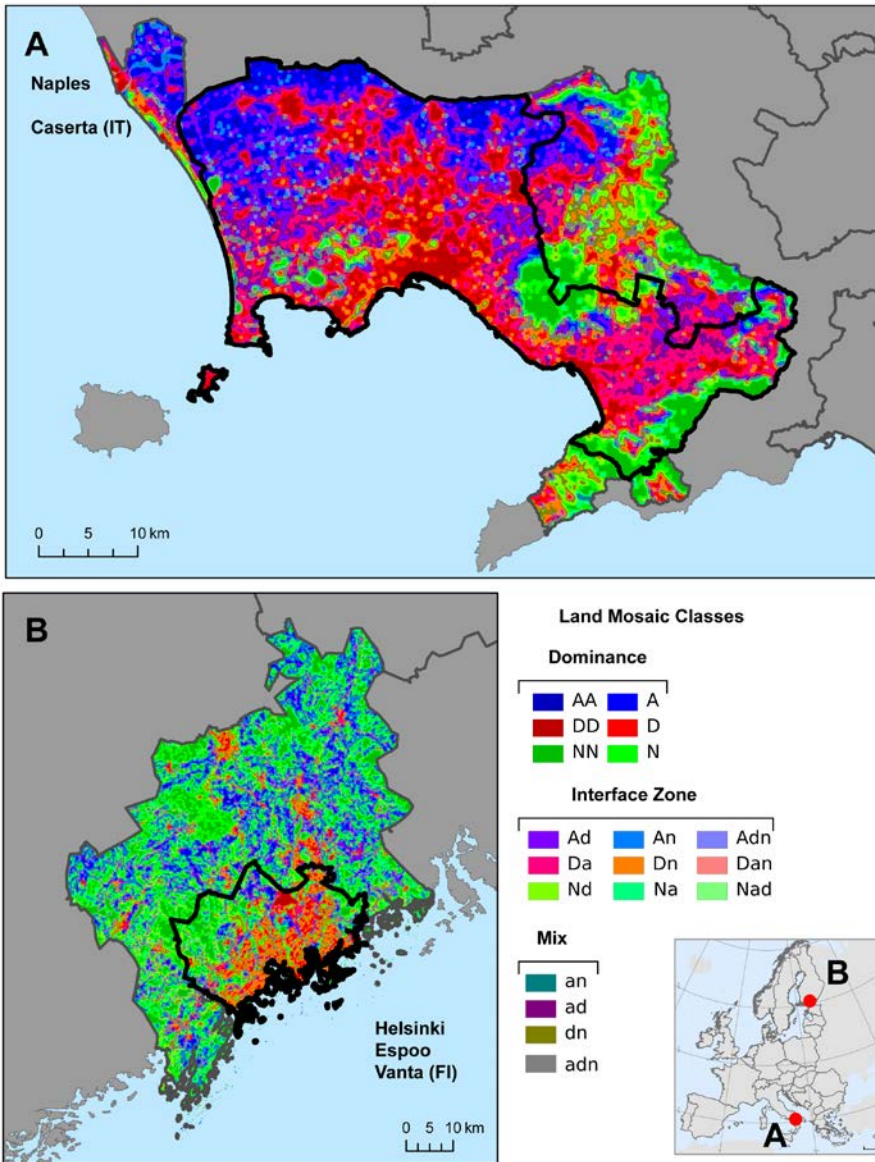 A
Naples
Caserta (IT)
0 5 10 km
B
Helsinki
Espoo
Vanta (FI)
0 5 10 km
Land Mosaic Classes
Dominance
AA A
DD D
NN N
Interface Zone
Ad An Adn
Da Dn Dan
Nd Na Nad
Mix
an
ad
dn
adn
B
A